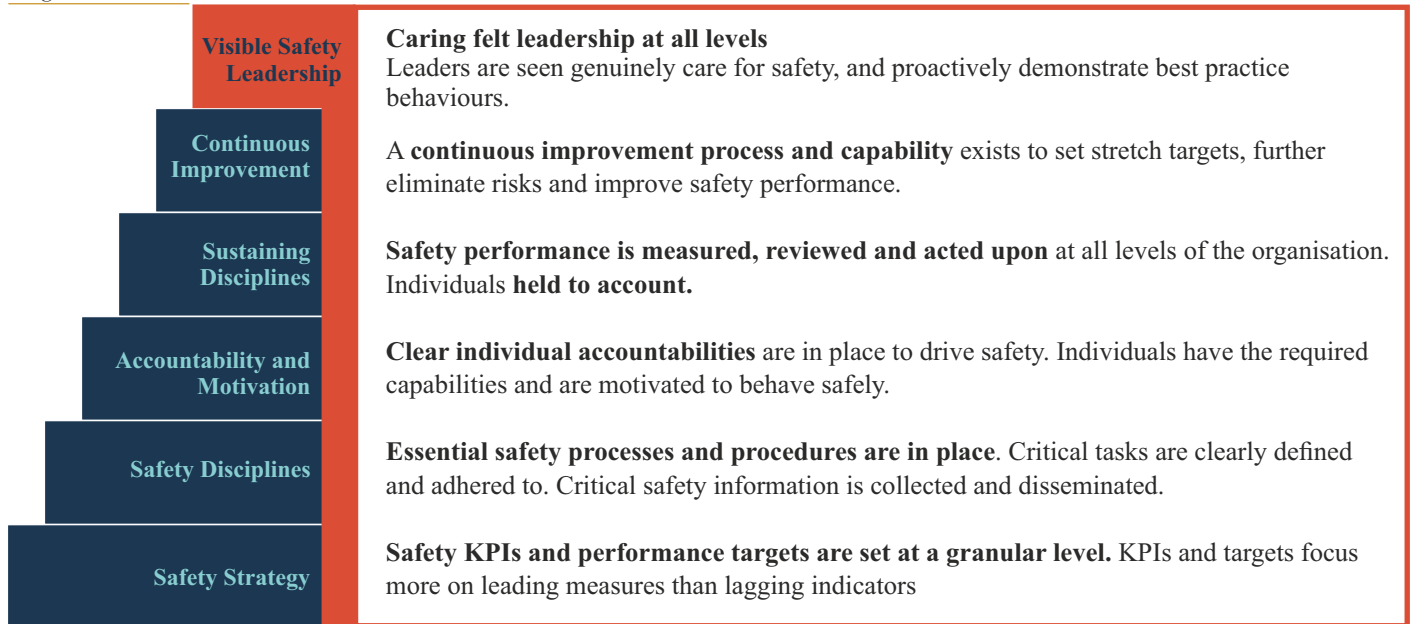 Visible Safety
Leadership
Caring felt leadership at all levels
Leaders are seen genuinely care for safety, and proactively demonstrate best practice
behaviours.
Continuous
Improvement
A continuous improvement process and capability exists to set stretch targets, further
eliminate risks and improve safety performance.
Sustaining
Disciplines
Safety performance is measured, reviewed and acted upon at all levels of the organisation.
Individuals held to account.
Accountability and
Motivation
Clear individual accountabilities are in place to drive safety. Individuals have the required
capabilities and are motivated to behave safely.
Safety Disciplines
Essential safety processes and procedures are in place. Critical tasks are clearly defined
and adhered to. Critical safety information is collected and disseminated.
Safety Strategy
Safety KPIs and performance targets are set at a granular level. KPIs and targets focus
more on leading measures than lagging indicators